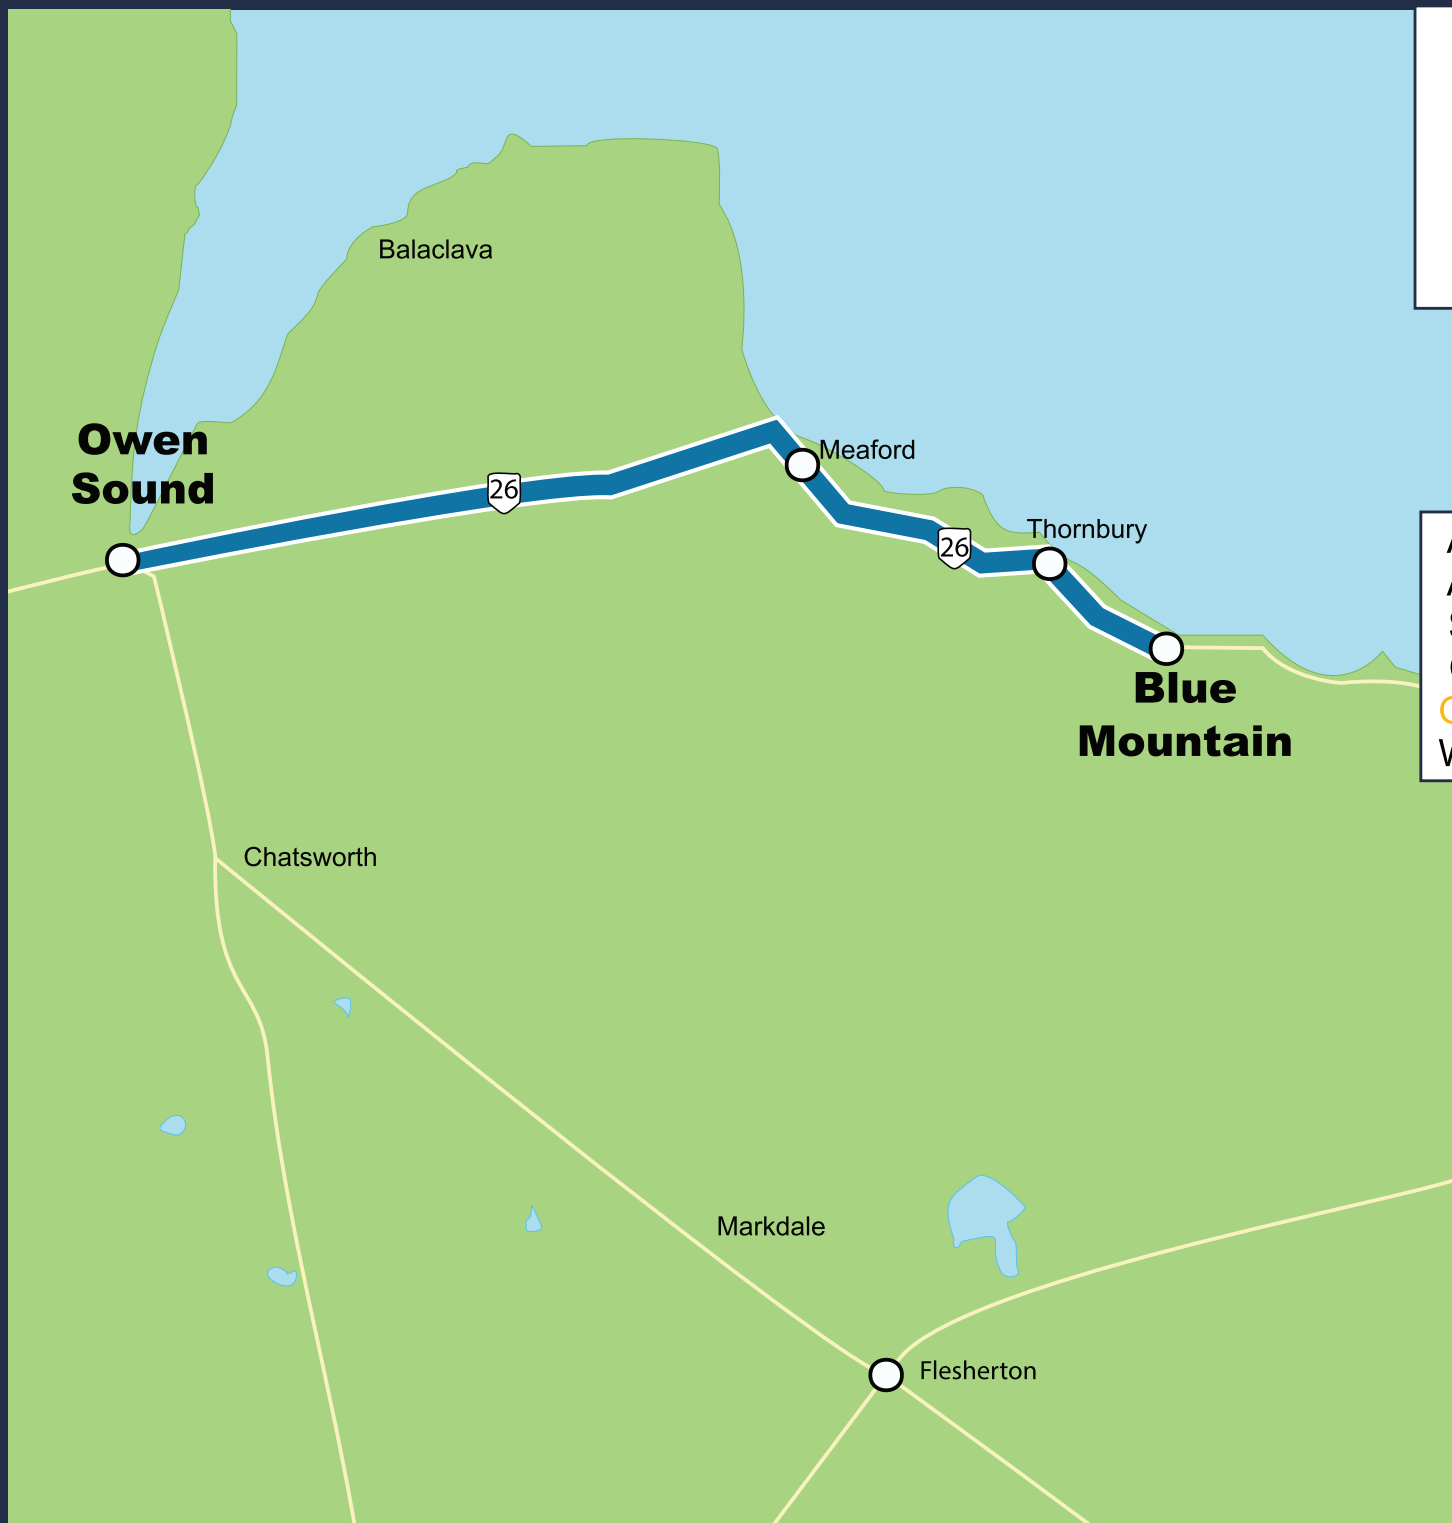 Balaclava
Owen
Sound
26
Meaford
26
Thornbury
Blue
Mountain
Chatsworth
Markdale
Flesherton